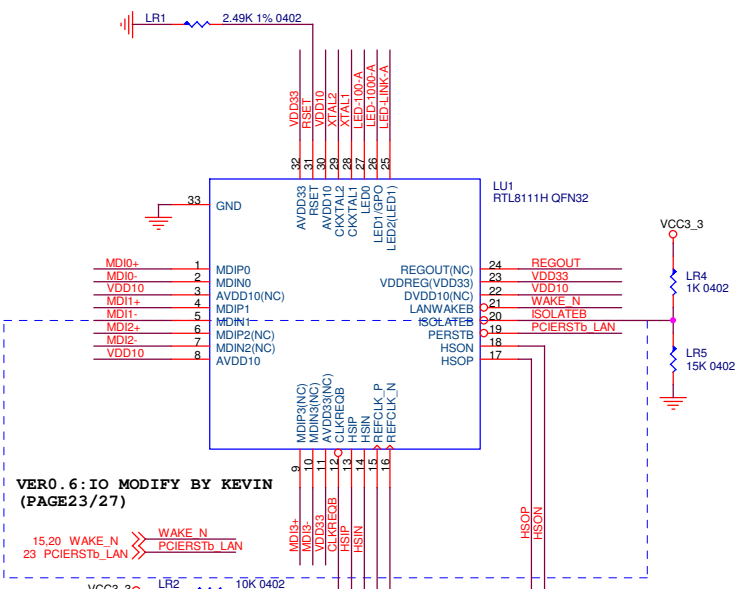 LR1 2.49K 1% 0402
VDD33
RSET
VDD10
XTAL2
XTAL1
LED-100-A
LED-1000-A
LED-LINK-A
32
31
30
29
28
27
26
25
LU1
RTL8111H QFN32
AVDD33
RSET
AVDD10
CKXTAL2
CKXTAL1
LED0
LED1/GPO
LED2(LED1)
33 GND
VCC3_3
MDI0+ 1 MDIP0
MDI0- 2 MDIN0
VDD10 3 AVDD10(NC)
MDI1+ 4 MDIP1
MDI1- 5 MDIN1
MDI2+ 6 MDIP2(NC)
MDI2- 7 MDIN2(NC)
VDD10 8 AVDD10
REGOUT(NC) 24 REGOUT
VDDREG(VDD33) 23 VDD33
DVDD10(NC) 22 VDD10
LANWAKEB 21 WAKE_N
ISOLATEB 20 ISOLATEB
PERSTB 19 PCIERSTb_LAN
HSON 18
HSOP 17
LR4
1K 0402
LR5
15K 0402
MDIP3(NC)
MDIN3(NC)
AVDD33(NC)
CLKREQB
HSIP
HSIN
REFCLK_P
REFCLK_N
9
10
11
12
13
14
15
16
MDI3+
MDI3-
VDD33
CLKREQB
HSIP
HSIN
HSOP
HSON
VER0.6:IO MODIFY BY KEVIN
(PAGE23/27)
15,20 WAKE_N WAKE_N
23 PCIERSTb_LAN PCIERSTb_LAN
VCC3_3 LR2 10K 0402